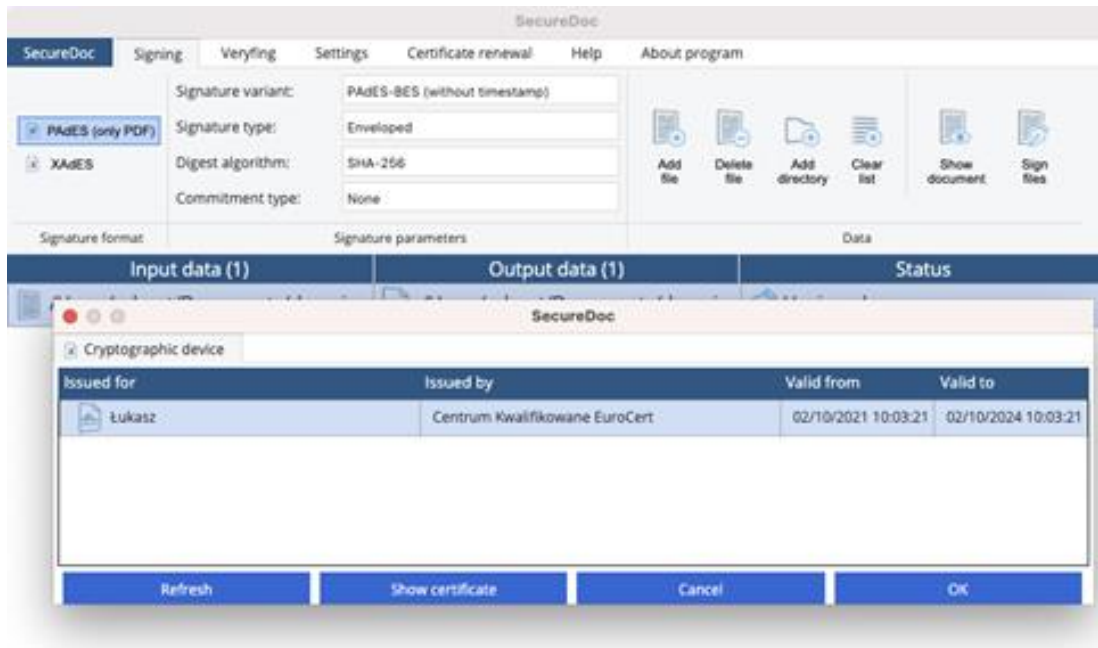 SecureDoc
SecureDoc Signing Veryfing Settings Certificate renewal Help About program
Signature variant: PAdES-BES (without timestamp)
PAdES (only PDF) Signature type: Enveloped
XAdES Digest algorithm: SHA-256
Commitment type: None
Add file Delete file Add directory Clear list Show document Sign files
Signature format Signature parameters Data
Input data (1) Output data (1) Status
SecureDoc
Cryptographic device
Issued for Issued by Valid from Valid to
Łukasz Centrum Kwalifikowane EuroCert 02/10/2021 10:03:21 02/10/2024 10:03:21
Refresh Show certificate Cancel OK